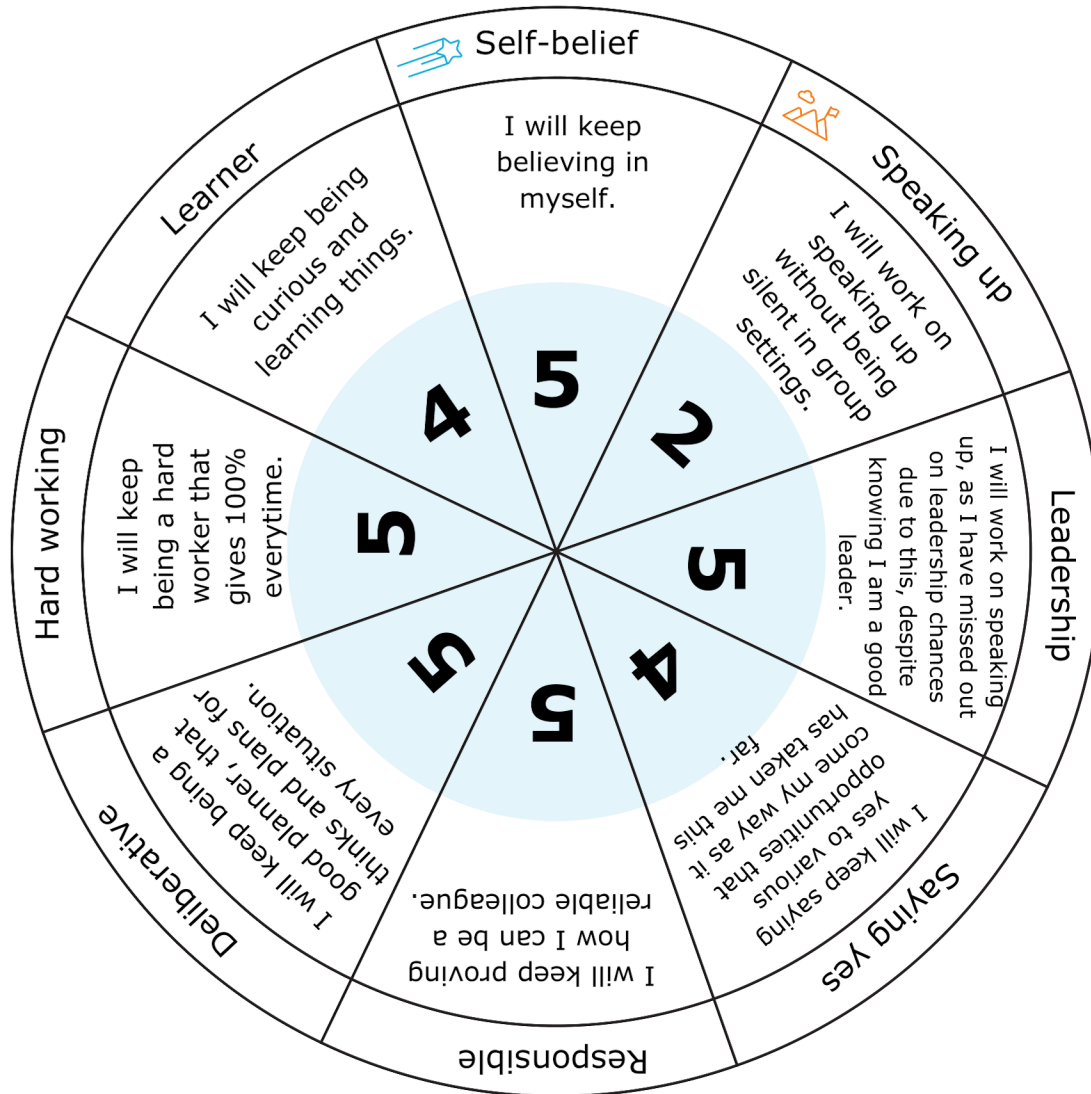 Self-belief
I will keep
believing in
myself.
5
Speaking up
I will work on
speaking up
without being
silent in group
settings.
2
Leadership
I will work on speaking
up, as I have missed out
on leadership chances
due to this, despite
knowing I am a good
leader.
5
Saying yes
I will keep saying
yes to various
opportunities that
come my way as it
has taken me this
far.
4
Responsible
I will keep proving
how I can be a
reliable colleague.
5
Deliberative
I will keep being a
good planner, that
thinks and plans for
every situation.
5
Hard working
I will keep
being a hard
worker that
gives 100%
everytime.
5
Learner
I will keep being
curious and
learning things.
4